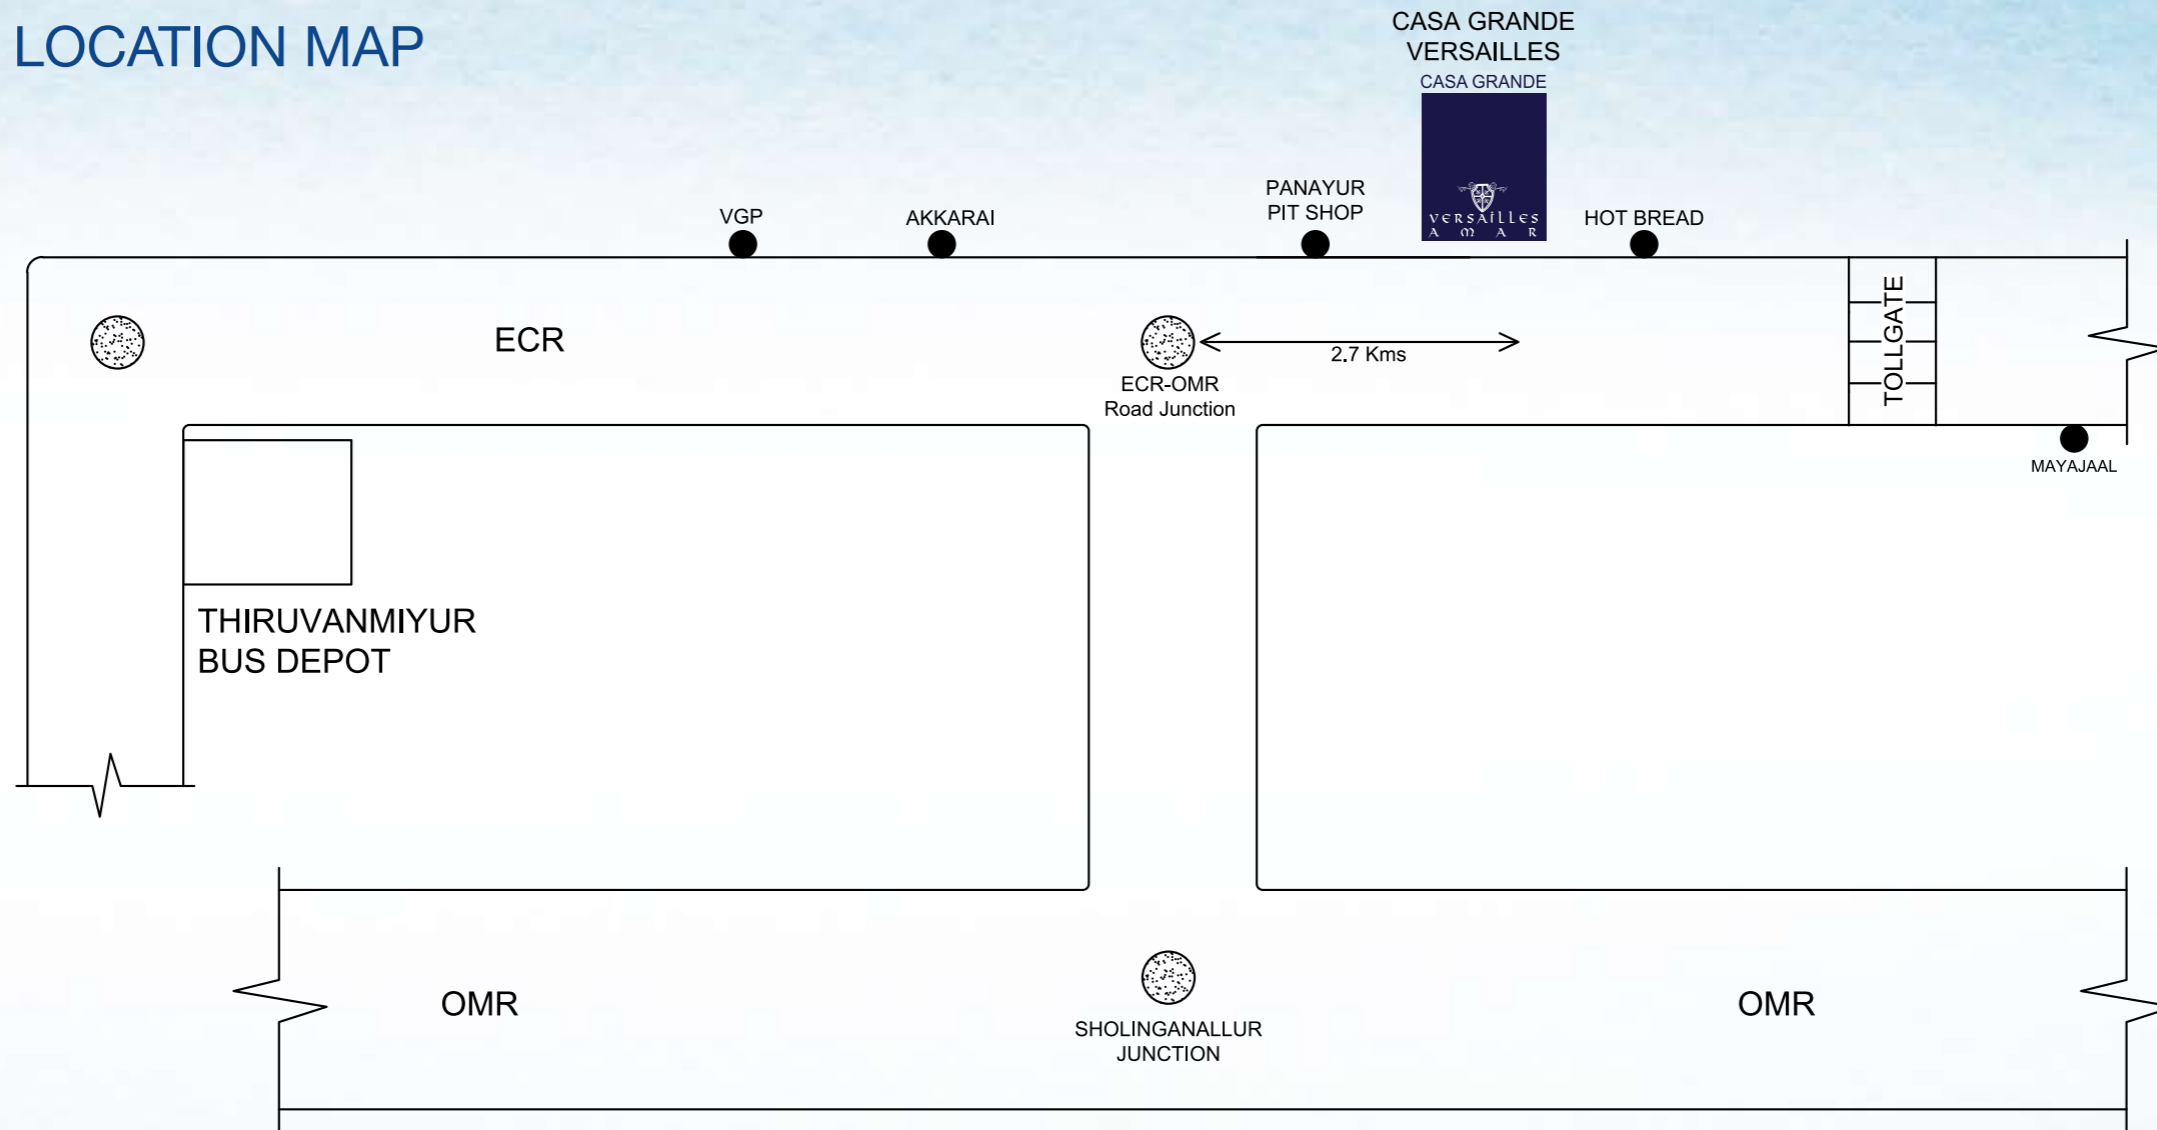 LOCATION MAP
CASA GRANDE
VERSAILLES
CASA GRANDE
VERSAILLES
AMAR
PANAYUR
PIT SHOP
VGP
AKKARAI
HOT BREAD
ECR
TOLLGATE
2.7 Kms
ECR-OMR
Road Junction
MAYAJAAL
THIRUVANMIYUR
BUS DEPOT
OMR
OMR
SHOLINGANALLUR
JUNCTION